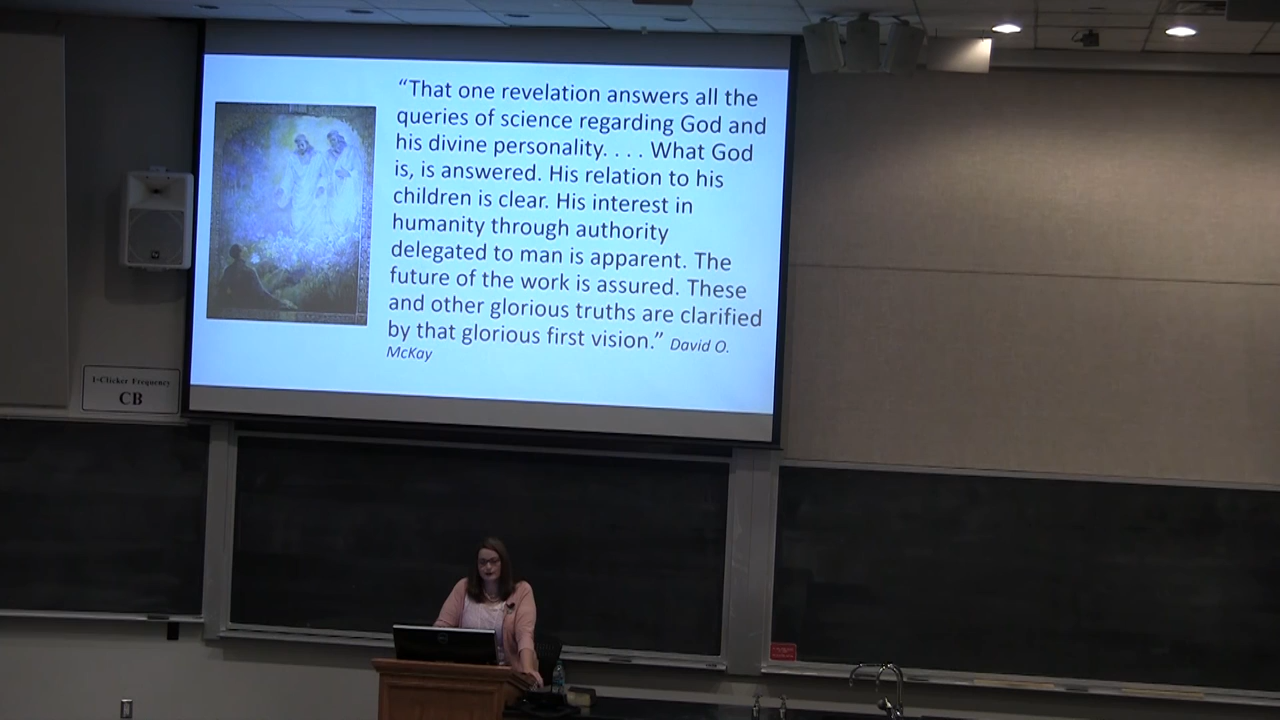 “That one revelation answers all the
queries of science regarding God and
his divine personality. . . . What God
is, is answered. His relation to his
children is clear. His interest in
humanity through authority
delegated to man is apparent. The
future of the work is assured. These
and other glorious truths are clarified
by that glorious first vision.” David O.
McKay
I-Clicker Frequency
CB